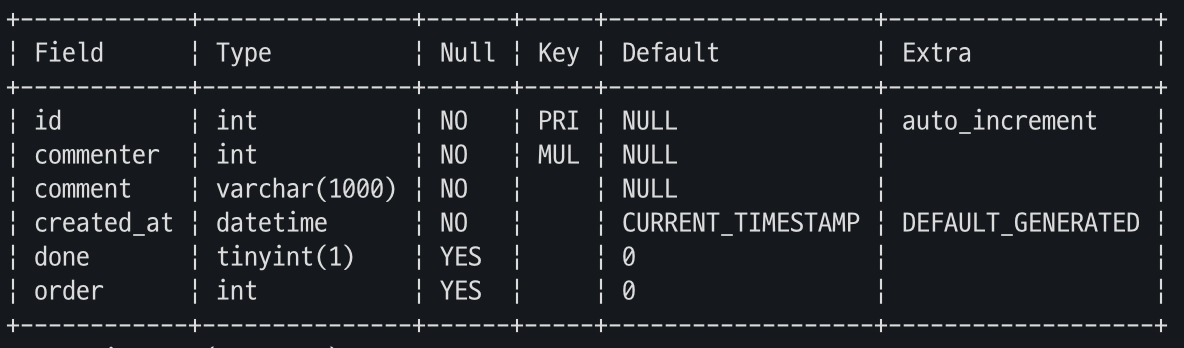 +------------+---------------+------+-----+-------------------+-------------------+
| Field | Type | Null | Key | Default | Extra |
+------------+---------------+------+-----+-------------------+-------------------+
| id | int | NO | PRI | NULL | auto_increment |
| commenter | int | NO | MUL | NULL | |
| comment | varchar(1000) | NO | | NULL | |
| created_at | datetime | NO | | CURRENT_TIMESTAMP | DEFAULT_GENERATED |
| done | tinyint(1) | YES | | 0 | |
| order | int | YES | | 0 | |
+------------+---------------+------+-----+-------------------+-------------------+